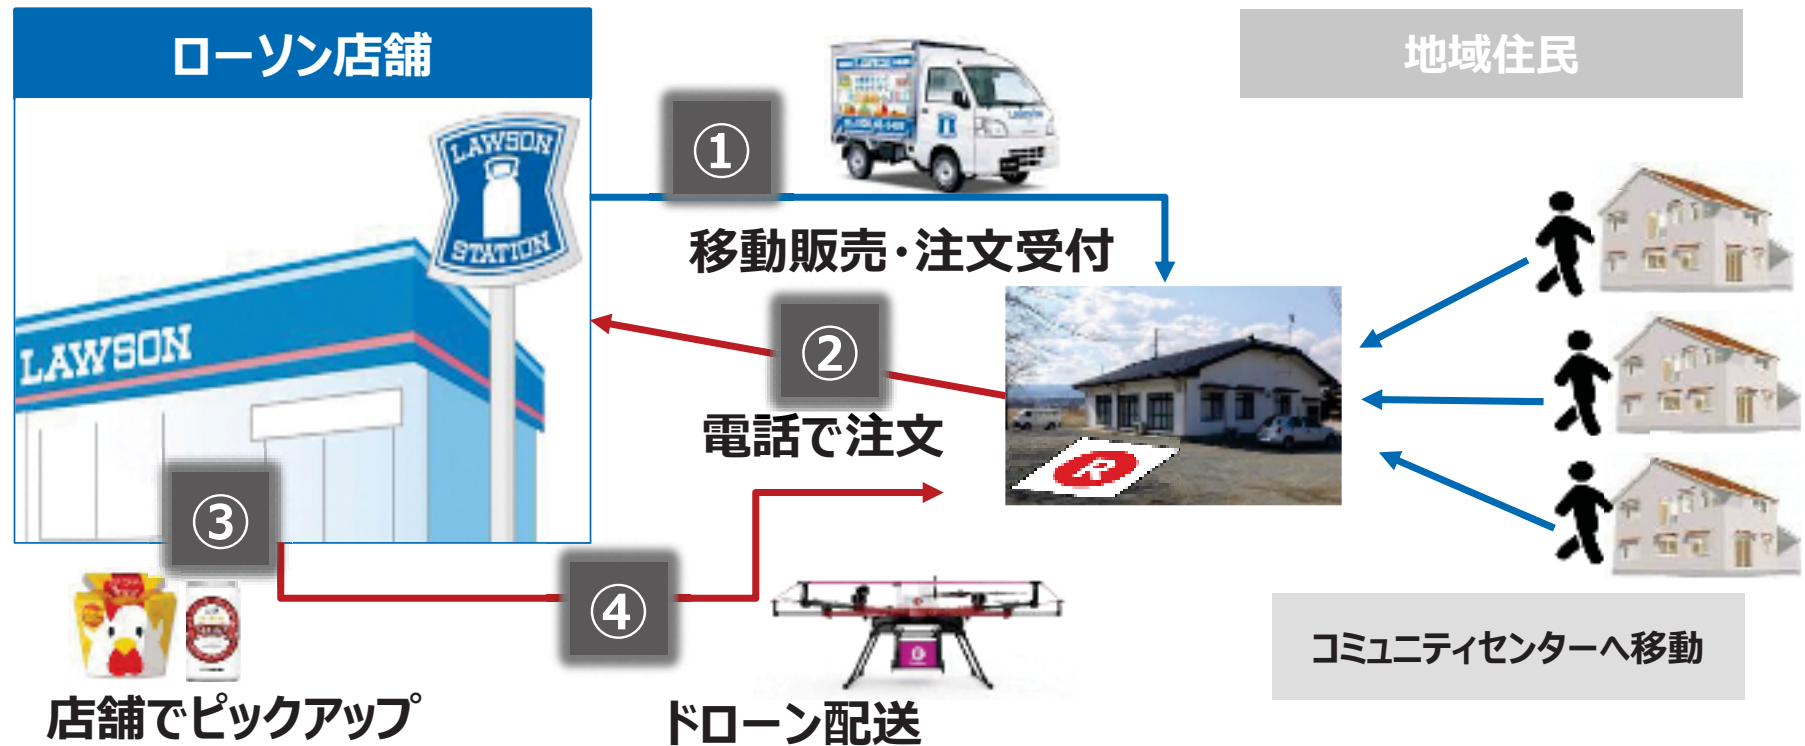 ローソン店舗
地域住民
①
LAWSON
STATION
移動販売・注文受付
②
LAWSON
電話で注文
R
③
④
コミュニティセンターへ移動
店舗でピックアップ
ドローン配送